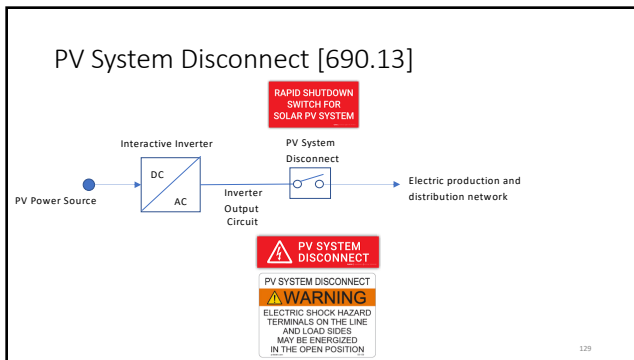 PV System Disconnect [690.13]
RAPID SHUTDOWN
SWITCH FOR
SOLAR PV SYSTEM
Interactive Inverter
PV System
Disconnect
DC
AC
PV Power Source
Inverter
Output
Circuit
Electric production and
distribution network
PV SYSTEM
DISCONNECT
PV SYSTEM DISCONNECT
WARNING
ELECTRIC SHOCK HAZARD
TERMINALS ON THE LINE
AND LOAD SIDES
MAY BE ENERGIZED
IN THE OPEN POSITION
129